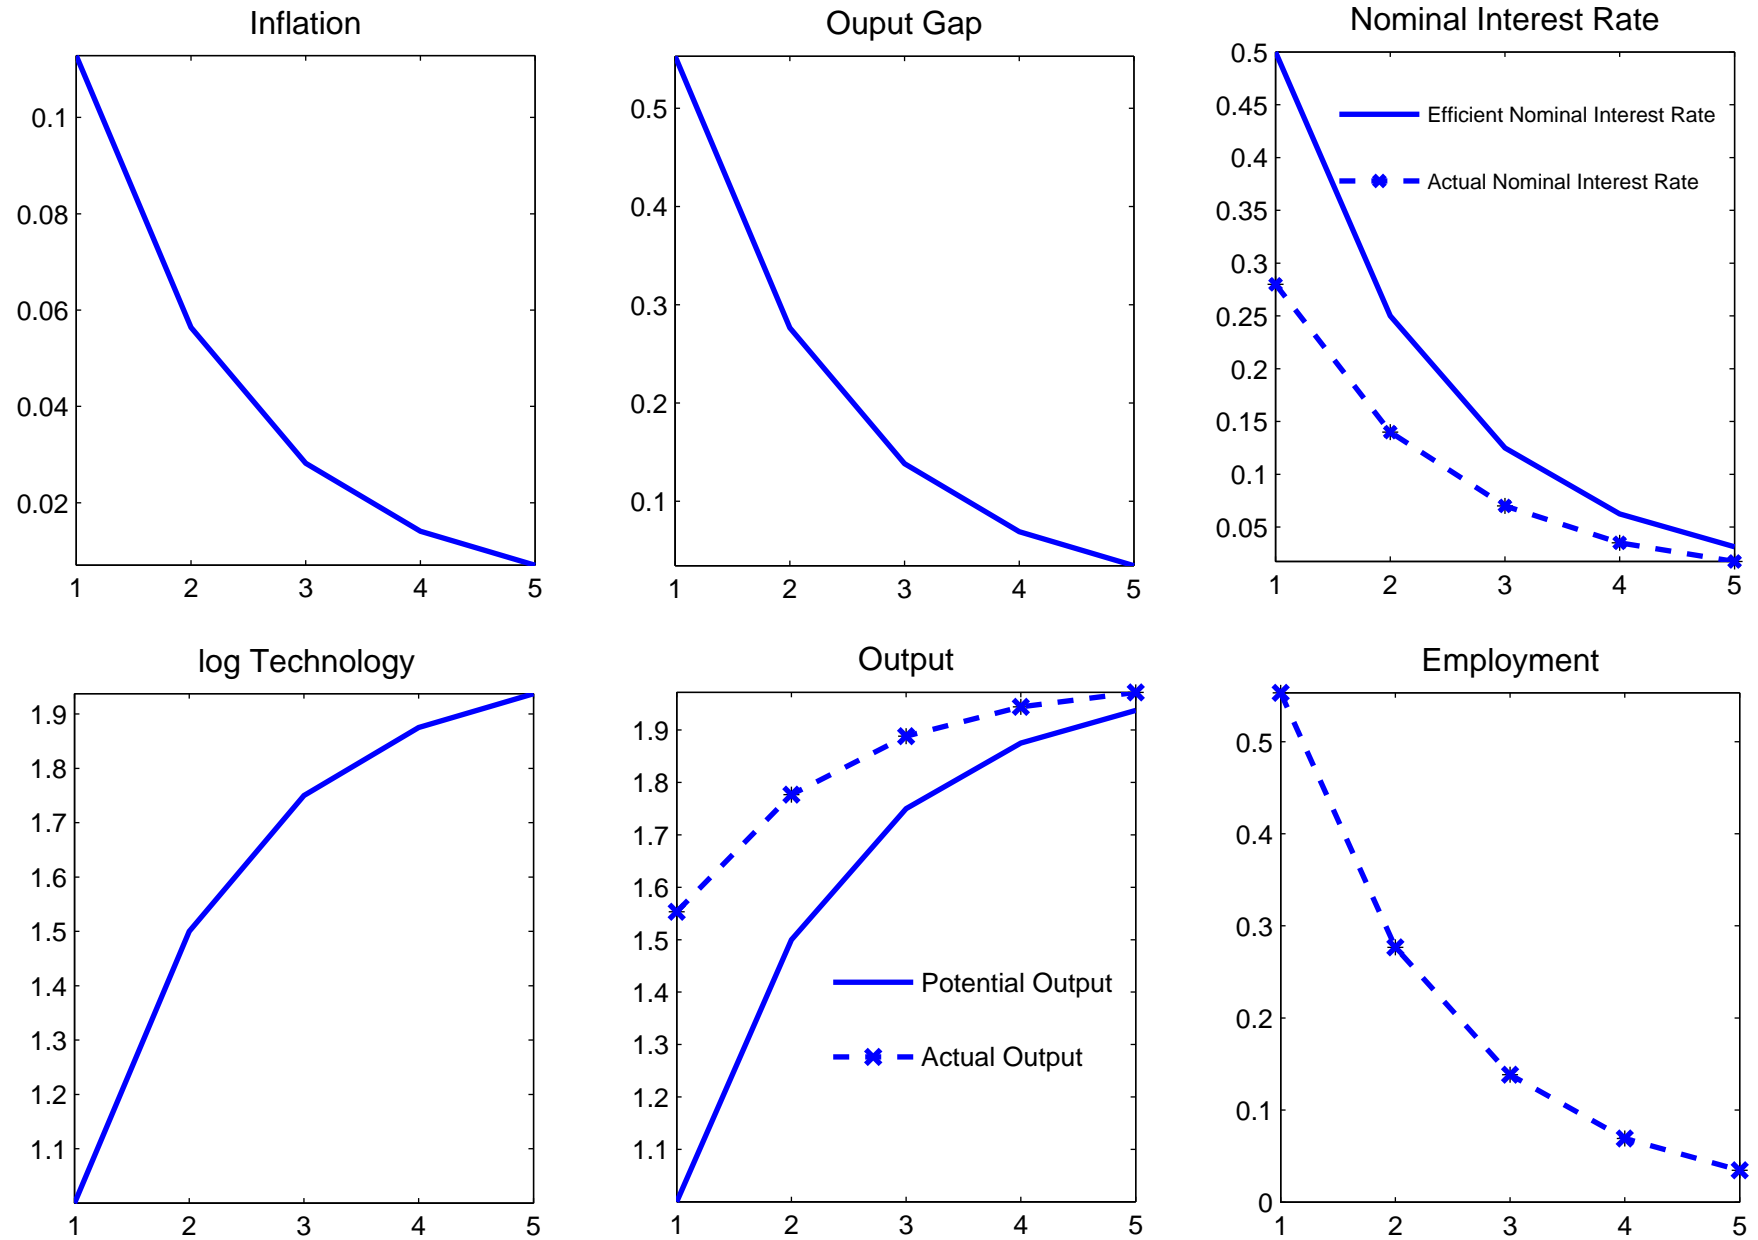 Inflation
0.1
0.08
0.06
0.04
0.02
1 2 3 4 5
Ouput Gap
0.5
0.4
0.3
0.2
0.1
1 2 3 4 5
Nominal Interest Rate
0.5
0.45
0.4
0.35
0.3
0.25
0.2
0.15
0.1
0.05
1 2 3 4 5
Efficient Nominal Interest Rate
Actual Nominal Interest Rate
log Technology
1.9
1.8
1.7
1.6
1.5
1.4
1.3
1.2
1.1
1 2 3 4 5
Output
1.9
1.8
1.7
1.6
1.5
1.4
1.3
1.2
1.1
1 2 3 4 5
Potential Output
Actual Output
Employment
0.5
0.4
0.3
0.2
0.1
0
1 2 3 4 5